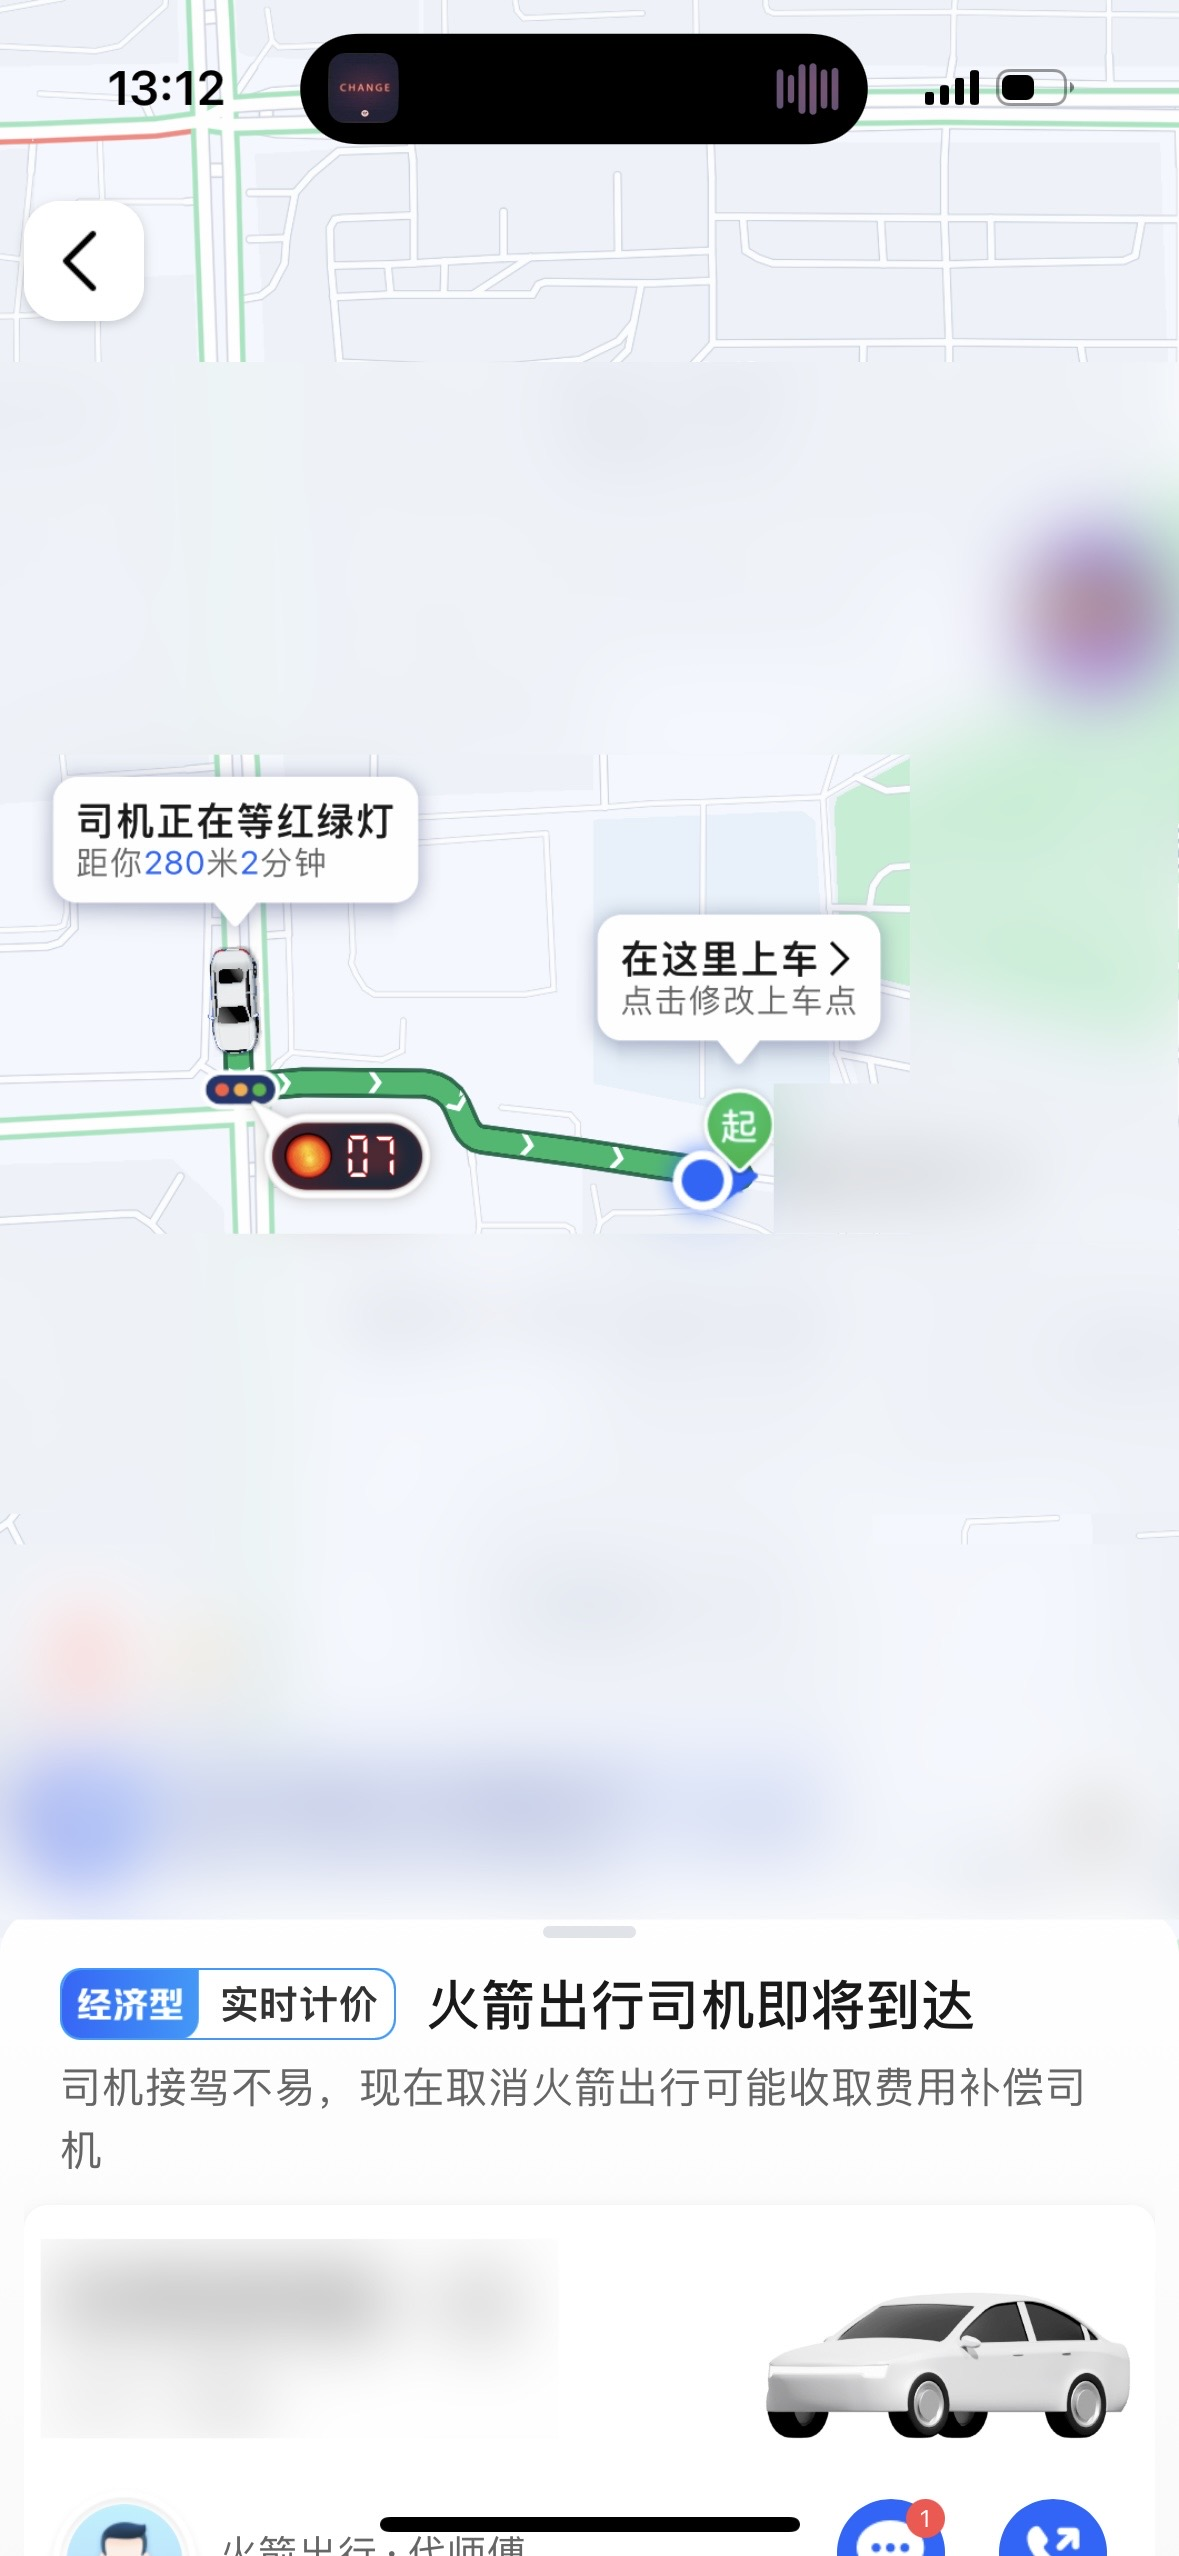 13:12
CHANGE
司机正在等红绿灯
距你280米2分钟
在这里上车
点击修改上车点
起
07
经济型 实时计价 火箭出行司机即将到达
司机接驾不易，现在取消火箭出行可能收取费用补偿司
机
1
火箭出行·代师傅